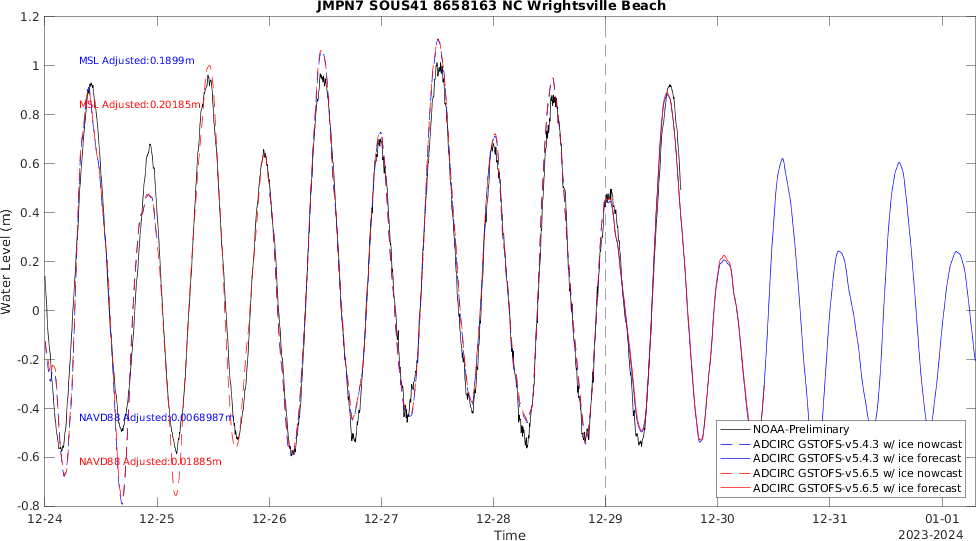 JMPN7 SOUS41 8658163 NC Wrightsville Beach
1.2
1
0.8
0.6
0.4
0.2
0
-0.2
-0.4
-0.6
-0.8
Water Level (m)
MSL Adjusted:0.1899m
MSL Adjusted:0.20185m
NAVD88 Adjusted:0.0068987m
NAVD88 Adjusted:0.01885m
NOAA-Preliminary
ADCIRC GSTOFS-v5.4.3 w/ ice nowcast
ADCIRC GSTOFS-v5.4.3 w/ ice forecast
ADCIRC GSTOFS-v5.6.5 w/ ice nowcast
ADCIRC GSTOFS-v5.6.5 w/ ice forecast
12-24 12-25 12-26 12-27 12-28 12-29 12-30 12-31 01-01
Time
2023-2024